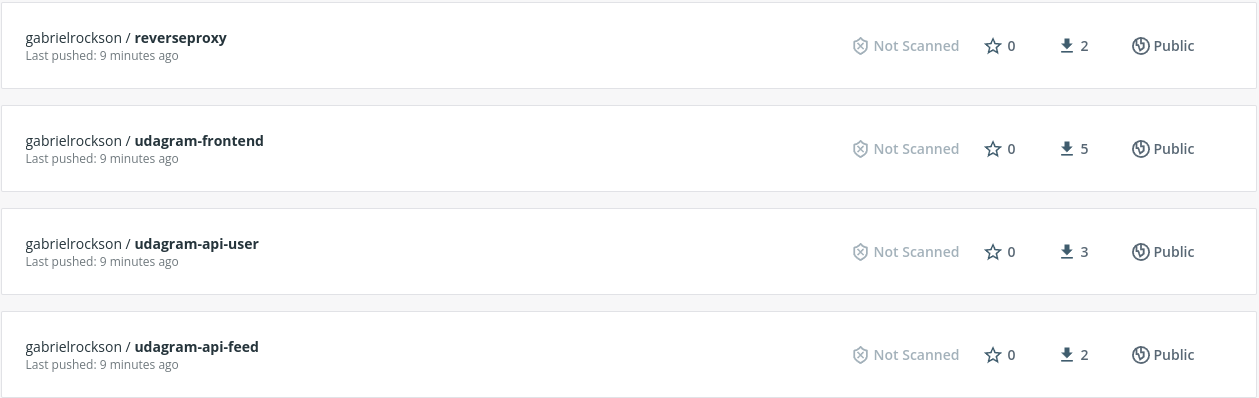 gabrielrockson / reverseproxy
Last pushed: 9 minutes ago
Not Scanned 0 2 Public
gabrielrockson / udagram-frontend
Last pushed: 9 minutes ago
Not Scanned 0 5 Public
gabrielrockson / udagram-api-user
Last pushed: 9 minutes ago
Not Scanned 0 3 Public
gabrielrockson / udagram-api-feed
Last pushed: 9 minutes ago
Not Scanned 0 2 Public